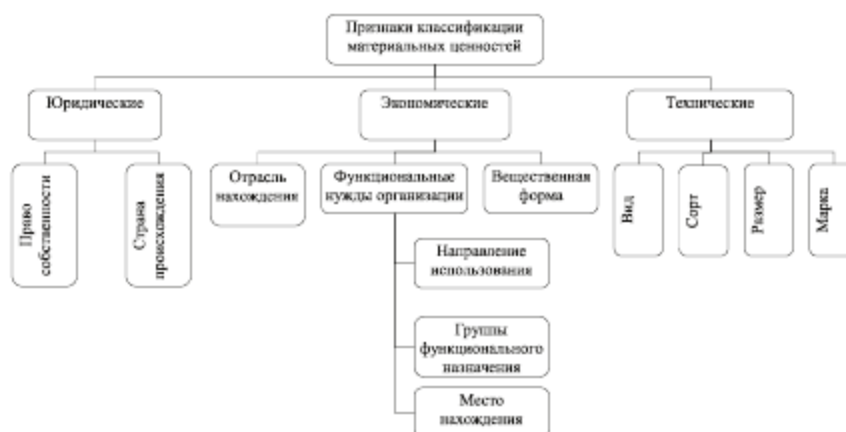 Признаки классификации
материальных ценностей
Юридические
Экономические
Технические
Право
собственности
Страна
происхождения
Отрасль
нахождения
Функциональные
нужды организации
Вещественная
форма
Вид
Сорт
Размер
Марка
Направление
использования
Группы
функционального
назначения
Место
нахождения